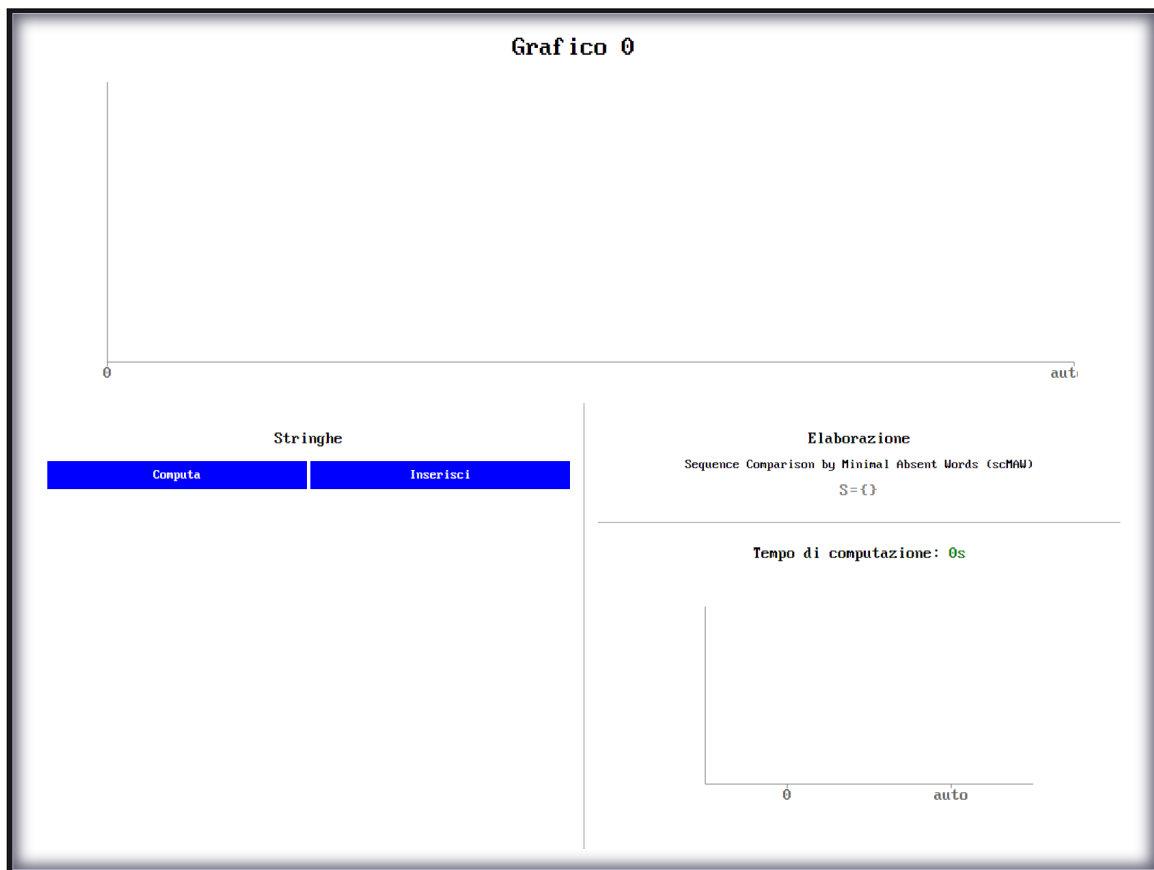 Grafico 0
0 auto
Stringhe
Computa Inserisci
Elaborazione
Sequence Comparison by Minimal Absent Words (scMAW)
S={}
Tempo di computazione: 0s
0 auto